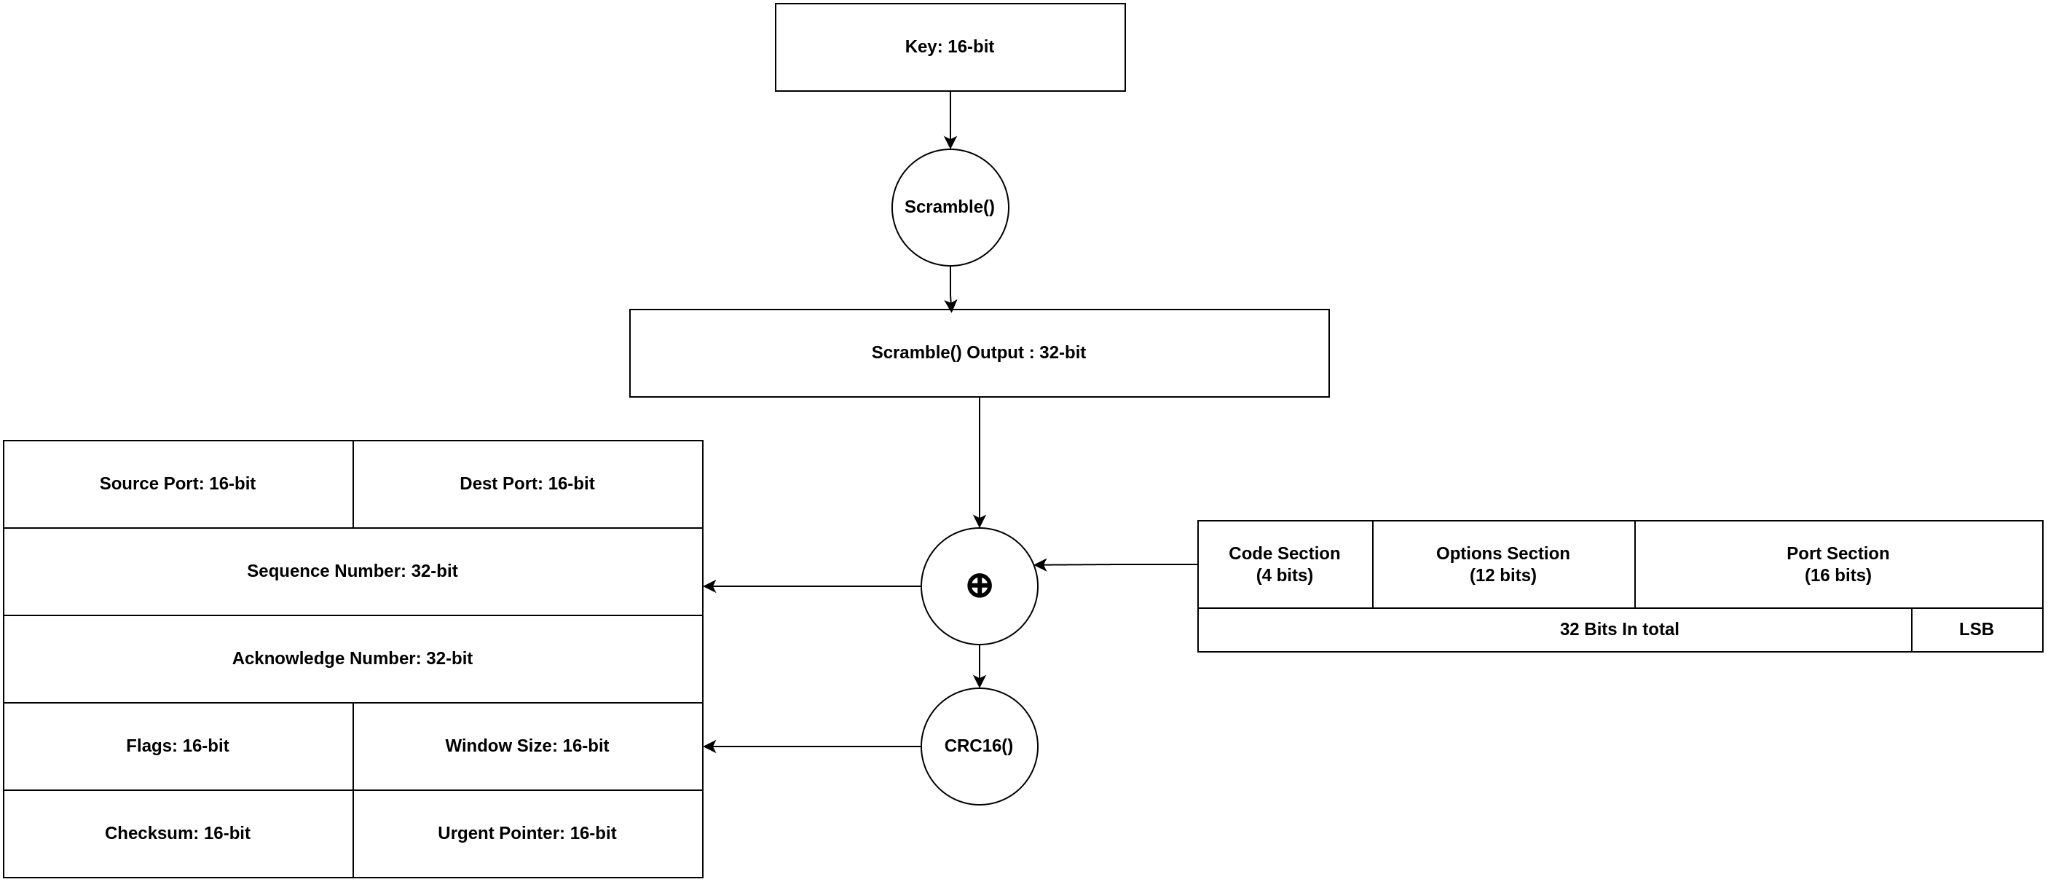 Key: 16-bit
Scramble()
Scramble() Output : 32-bit
Source Port: 16-bit
Dest Port: 16-bit
Sequence Number: 32-bit
Acknowledge Number: 32-bit
Flags: 16-bit
Window Size: 16-bit
Checksum: 16-bit
Urgent Pointer: 16-bit
⊕
CRC16()
Code Section
(4 bits)
Options Section
(12 bits)
Port Section
(16 bits)
32 Bits In total
LSB